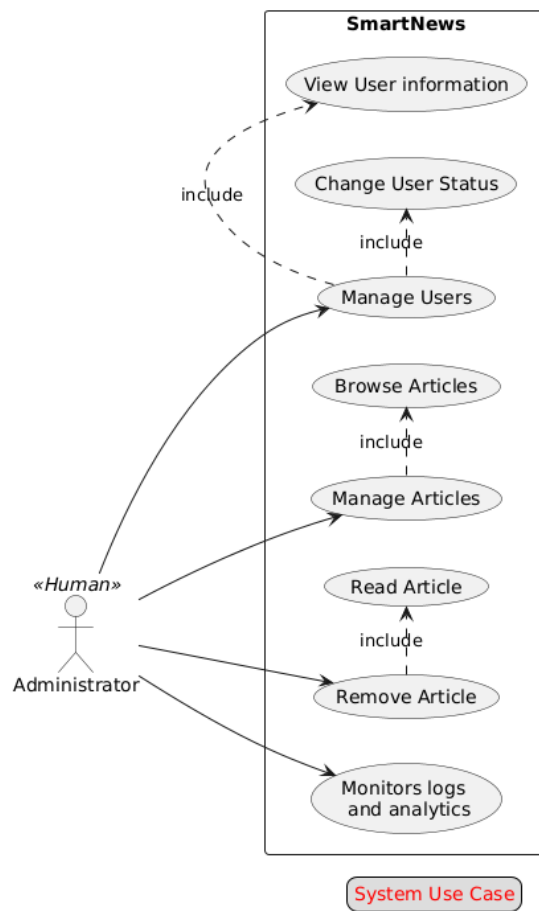 SmartNews
View User information
Change User Status
include
include
Manage Users
Browse Articles
include
Manage Articles
«Human»
Read Article
include
Administrator
Remove Article
Monitors logs
and analytics
System Use Case